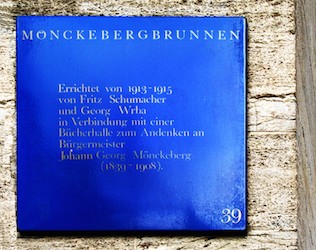 MÖNCKEBERGBRUNNEN
Errichtet von 1913-1915
von Fritz Schumacher
und Georg Wrba
in Verbindung mit einer
Bücherhalle zum Andenken an
Bürgermeister
Johann Georg Mönckeberg
(1839-1908).
39